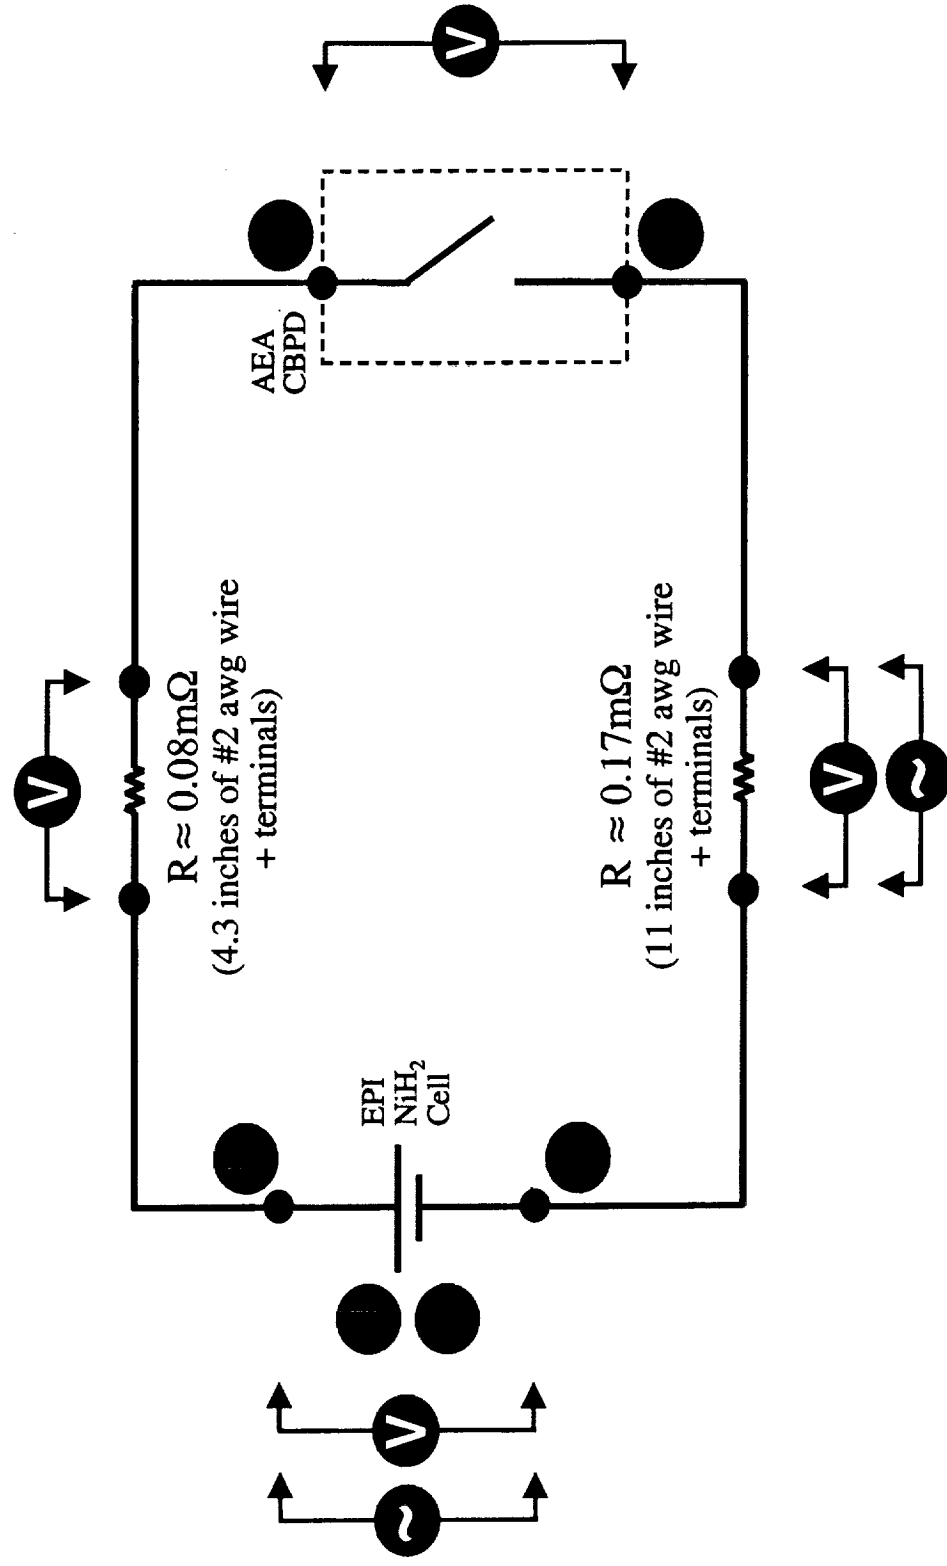 V
AEA
CBPD
V
R ≈ 0.08mΩ
(4.3 inches of #2 awg wire
+ terminals)
R ≈ 0.17mΩ
(11 inches of #2 awg wire
+ terminals)
V
~
EPI
NiH₂
Cell
V
~